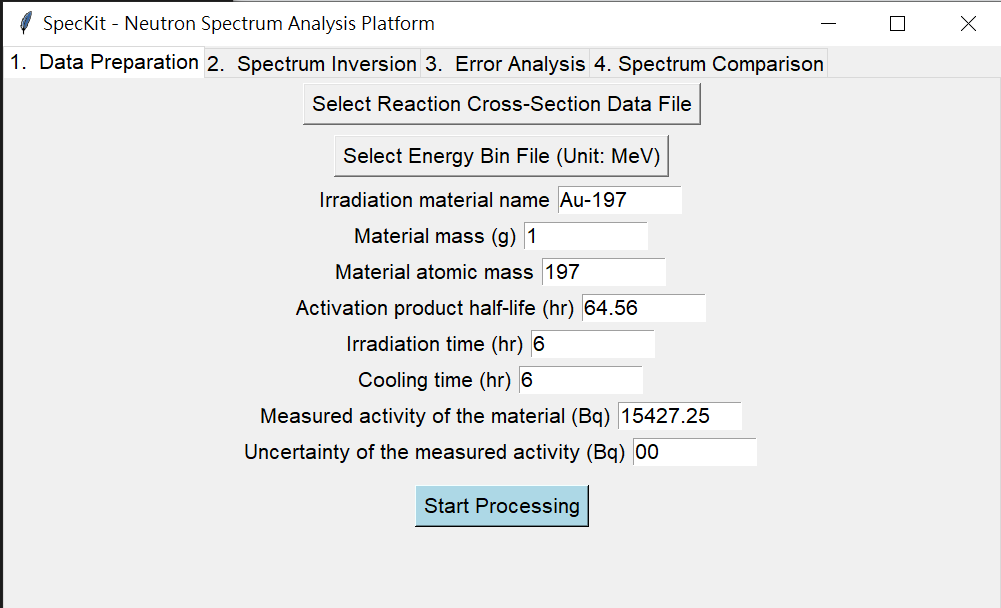 SpecKit - Neutron Spectrum Analysis Platform
1. Data Preparation 2. Spectrum Inversion 3. Error Analysis 4. Spectrum Comparison
Select Reaction Cross-Section Data File
Select Energy Bin File (Unit: MeV)
Irradiation material name Au-197
Material mass (g) 1
Material atomic mass 197
Activation product half-life (hr) 64.56
Irradiation time (hr) 6
Cooling time (hr) 6
Measured activity of the material (Bq) 15427.25
Uncertainty of the measured activity (Bq) 00
Start Processing